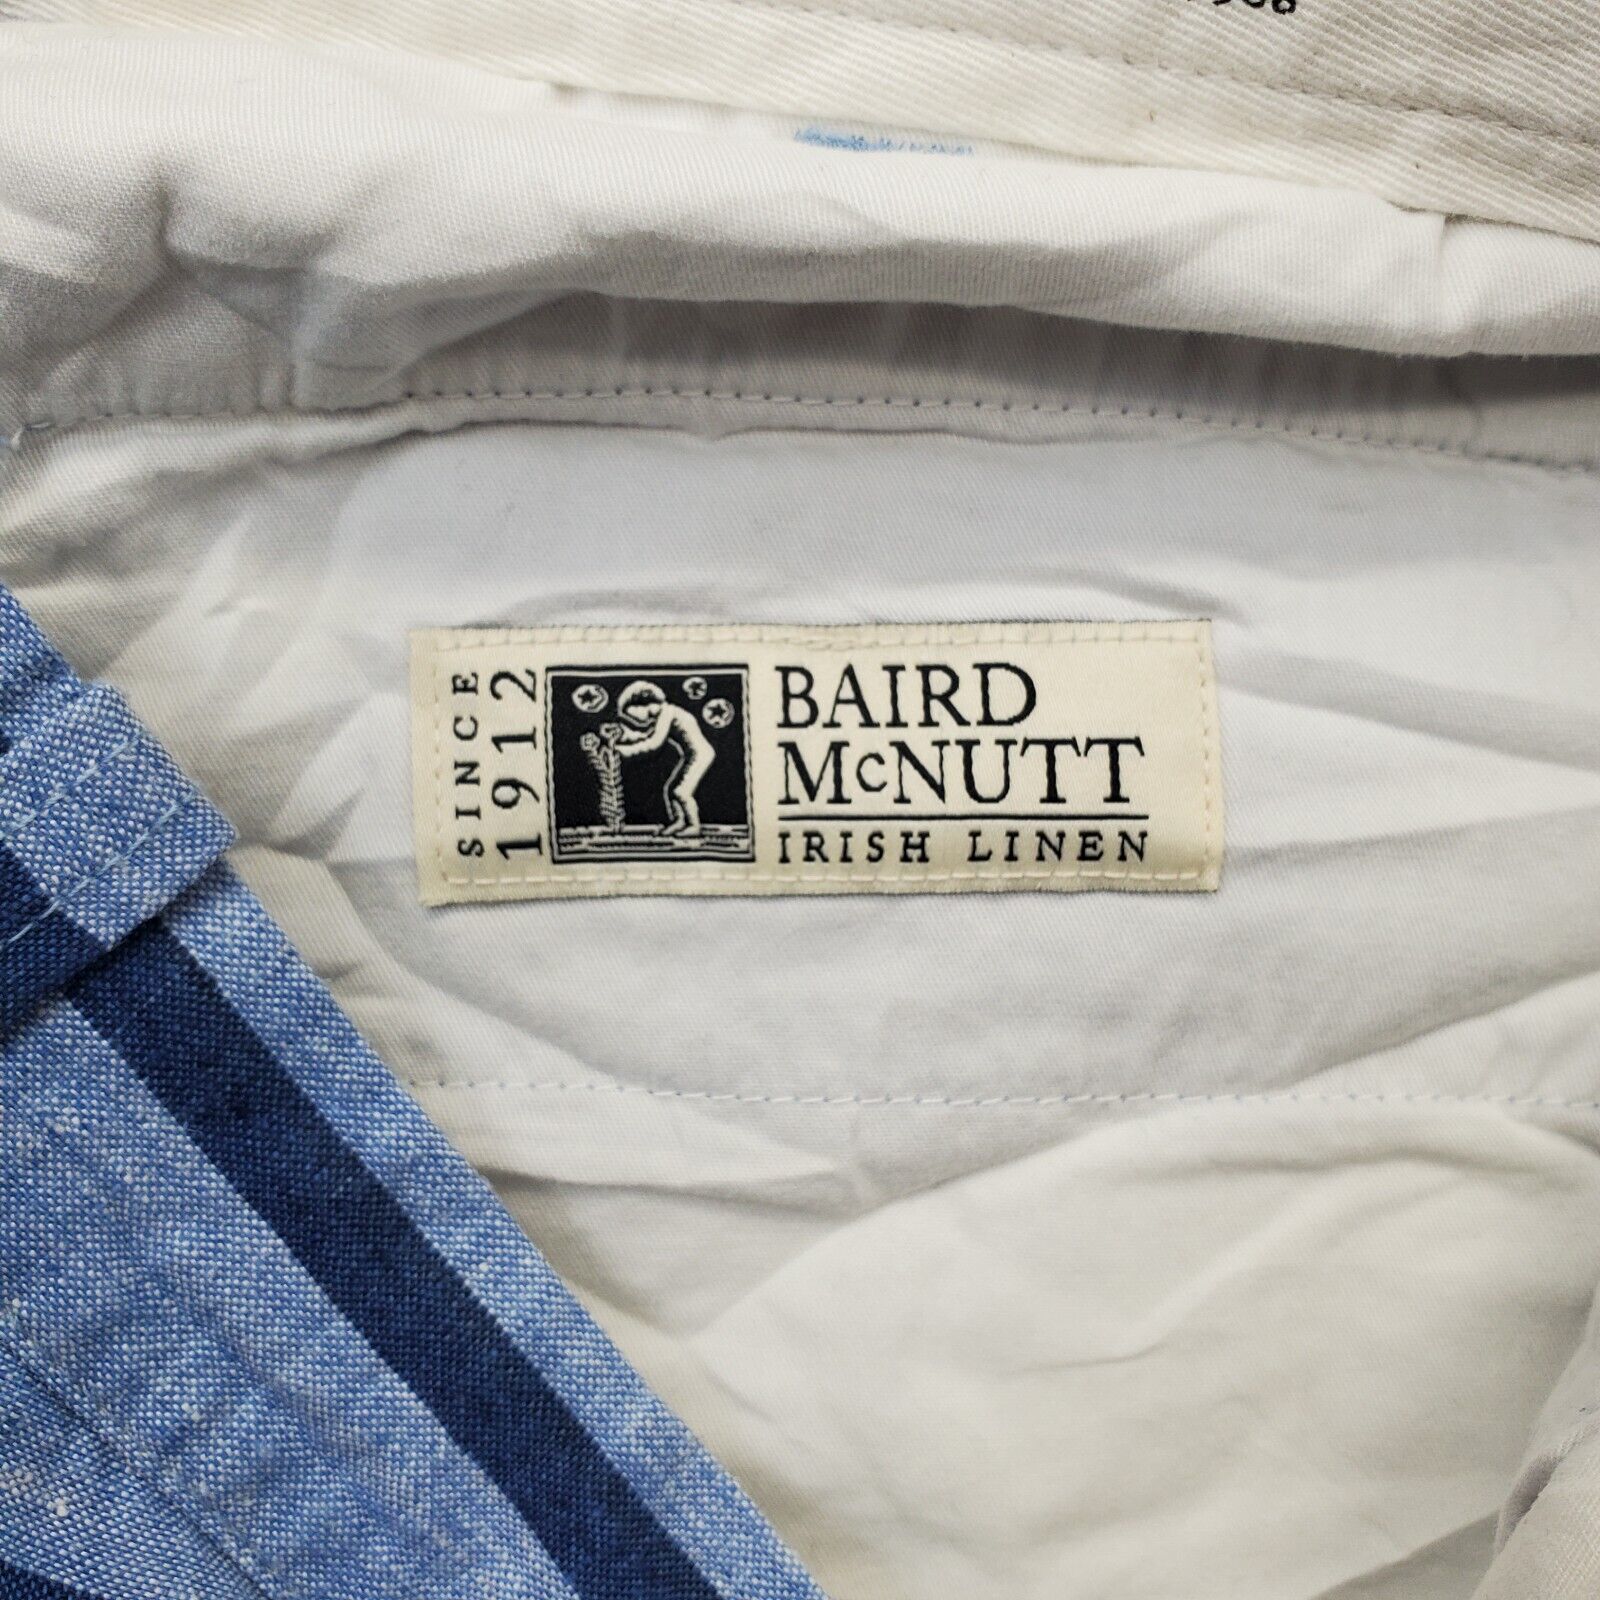 SINCE
1912
BAIRD
McNUTT
IRISH LINEN